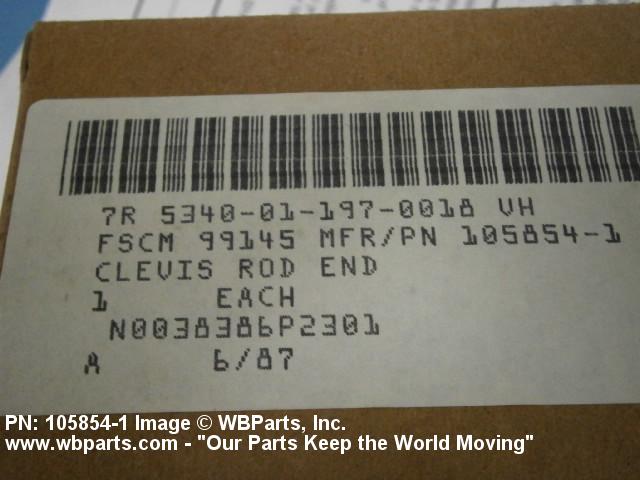 7R 5340-01-197-0018 VH
FSCM 99145 MFR/PN 105854-1
CLEVIS ROD END
1 EACH
N0038386P2301
A 6/87
PN: 105854-1 Image © WBParts, Inc.
www.wbparts.com - "Our Parts Keep the World Moving"